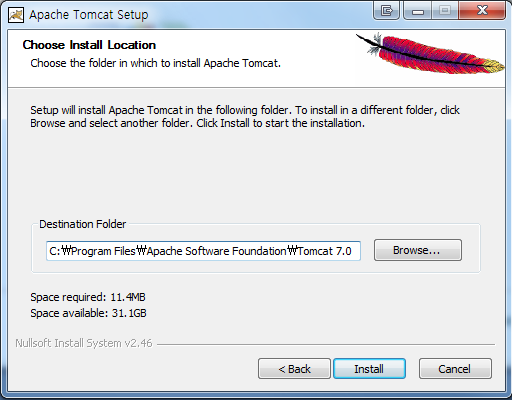 Apache Tomcat Setup
Choose Install Location
Choose the folder in which to install Apache Tomcat.
Setup will install Apache Tomcat in the following folder. To install in a different folder, click
Browse and select another folder. Click Install to start the installation.
Destination Folder
C:₩Program Files₩Apache Software Foundation₩Tomcat 7.0
Browse...
Space required: 11.4MB
Space available: 31.1GB
Nullsoft Install System v2.46
< Back
Install
Cancel